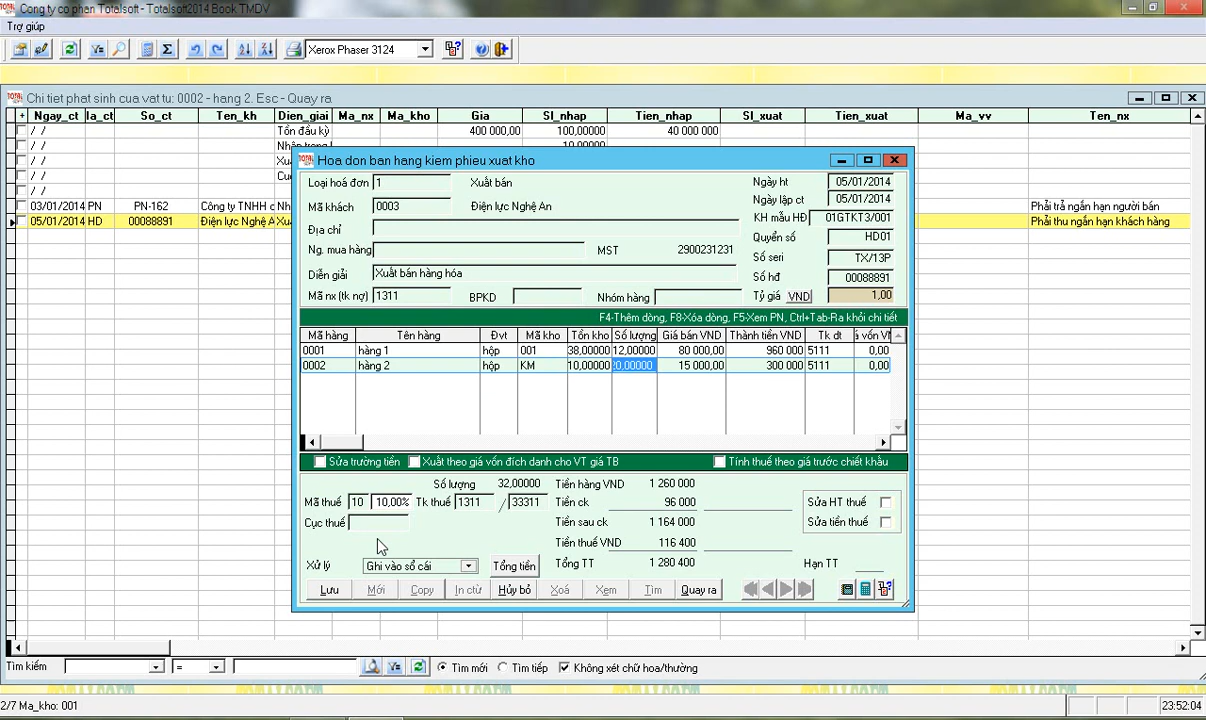 Cong ty co phan Totalsoft - Totalsoft2014 Book TMDV
Trợ giúp
Xerox Phaser 3124
Chi tiet phat sinh cua vat tu: 0002 - hang 2. Esc - Quay ra
+ Ngay_ct la_ct So_ct Ten_kh Dien_giai Ma_nx Ma_kho Gia Sl_nhap Tien_nhap Sl_xuat Tien_xuat Ma_vv Ten_nx
/ / Tồn đầu kỳ 400 000,00 100,00000 40 000 000
/ /
/ / Xuấ
/ /
/ /
03/01/2014 PN PN-162 Công ty TNHH c Nh Phải trả ngắn hạn người bán
05/01/2014 HD 00088891 Điện lực Nghệ A Xuấ Phải thu ngắn hạn khách hàng
Hoa don ban hang kiem phieu xuat kho
Loại hoá đơn 1 Xuất bán Ngày ht 05/01/2014
Mã khách 0003 Điện lực Nghệ An Ngày lập ct 05/01/2014
Địa chỉ KH mẫu HĐ 01GTKT3/001
Quyển số HD01
Ng. mua hàng MST 2900231231 Số seri TX/13P
Diễn giải Xuất bán hàng hóa Số hđ 00088891
Mã nx (tk nợ) 1311 BPKD Nhóm hàng Tỷ giá VND 1,00
F4-Thêm dòng, F8-Xóa dòng, F5-Xem PN, Ctrl+Tab-Ra khỏi chi tiết
Mã hàng Tên hàng Đvt Mã kho Tồn kho Số lượng Giá bán VND Thành tiền VND Tk dt
0001 hàng 1 hộp 001 38,00000 12,00000 80 000,00 960 000 5111 0,00
0002 hàng 2 hộp KM 10,00000 20,00000 15 000,00 300 000 5111 0,00
Sửa trường tiền Xuất theo giá vốn đích danh cho VT giá TB Tính thuế theo giá trước chiết khấu
Số lượng 32,00000 Tiền hàng VND 1 260 000
Mã thuế 10 10,00% Tk thuế 1311 / 33311 Tiền ck 96 000 Sửa HT thuế
Cục thuế Tiền sau ck 1 164 000 Sửa tiền thuế
Tiền thuế VND 116 400
Xử lý Ghi vào sổ cái Tổng tiền Tổng TT 1 280 400 Hạn TT
Lưu Mới Copy In ctừ Hủy bỏ Xoá Xem Tìm Quay ra
Tìm kiếm = Tìm mới Tìm tiếp Không xét chữ hoa/thường
2/7 Ma_kho: 001 23:52:04